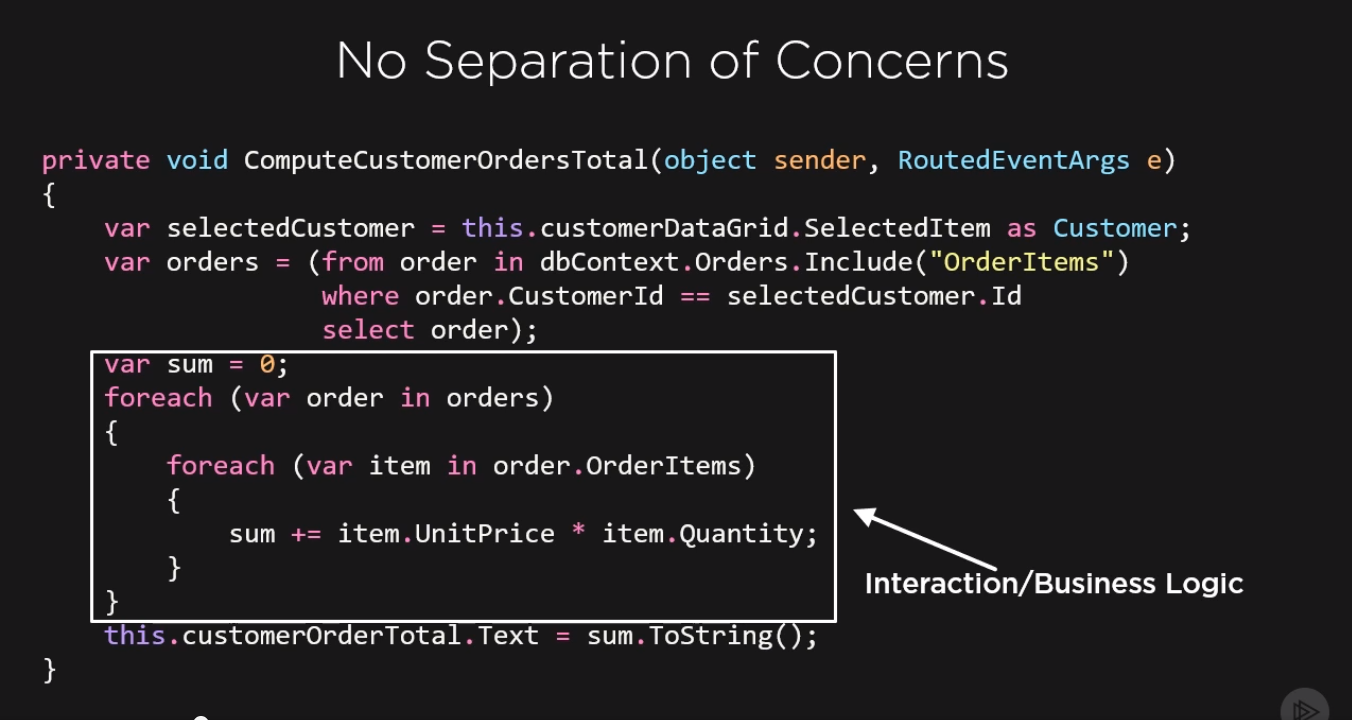 No Separation of Concerns
private void ComputeCustomerOrdersTotal(object sender, RoutedEventArgs e)
{
    var selectedCustomer = this.customerDataGrid.SelectedItem as Customer;
    var orders = (from order in dbContext.Orders.Include("OrderItems")
                  where order.CustomerId == selectedCustomer.Id
                  select order);
    var sum = 0;
    foreach (var order in orders)
    {
        foreach (var item in order.OrderItems)
        {
            sum += item.UnitPrice * item.Quantity;
        }
    }
    this.customerOrderTotal.Text = sum.ToString();
}
Interaction/Business Logic